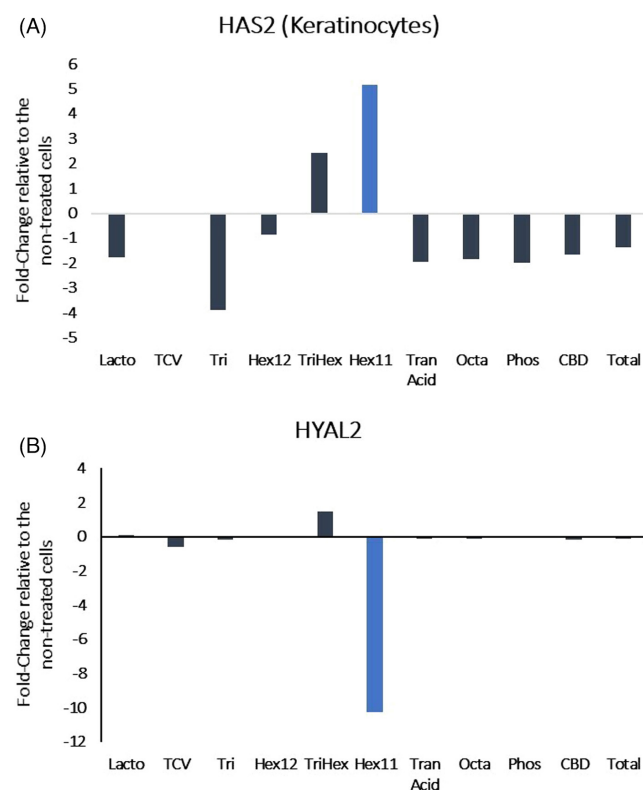 (A)
HAS2 (Keratinocytes)
Fold-Change relative to the
non-treated cells
6
5
4
3
2
1
0
-1
-2
-3
-4
-5
Lacto TCV Tri Hex12 TriHex Hex11 Tran Octa Phos CBD Total
Acid
(B)
HYAL2
Fold-Change relative to the
non-treated cells
4
2
0
-2
-4
-6
-8
-10
-12
Lacto TCV Tri Hex12 TriHex Hex11 Tran Octa Phos CBD Total
Acid